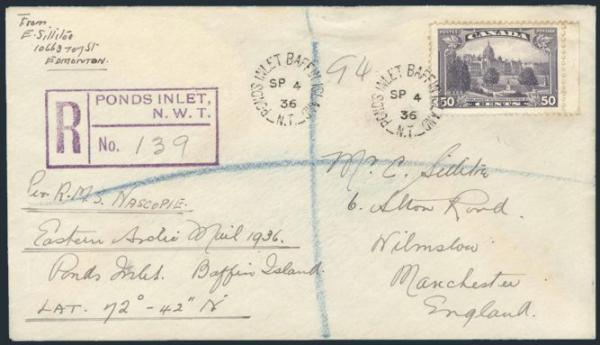 From
E. Sillitoe
10663 707 St
EDMONTON.
R
PONDS INLET,
N.W.T.
No. 139
PONDS INLET BAFFIN ISLAND
SP 4
36
N.T.
94
PONDS INLET BAFFIN ISLAND
SP 4
36
N.T.
CANADA
50 CENTS 50
Per R.M.S. NASCOPIE.
Eastern Arctic Mail 1936.
Ponds Inlet. Baffin Island.
LAT. 72°-42" N
Mr. C. Sillitoe
6. Alton Road.
Wilmslow
Manchester
England.